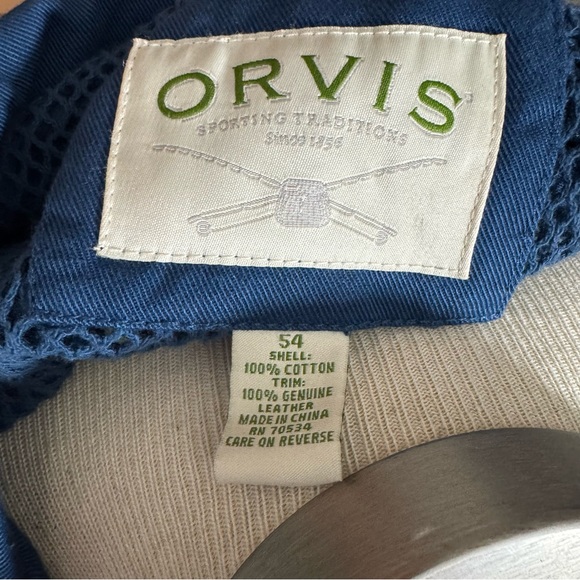 ORVIS
SPORTING TRADITIONS
Since 1856
54
SHELL:
100% COTTON
TRIM:
100% GENUINE
LEATHER
MADE IN CHINA
RN 70534
CARE ON REVERSE